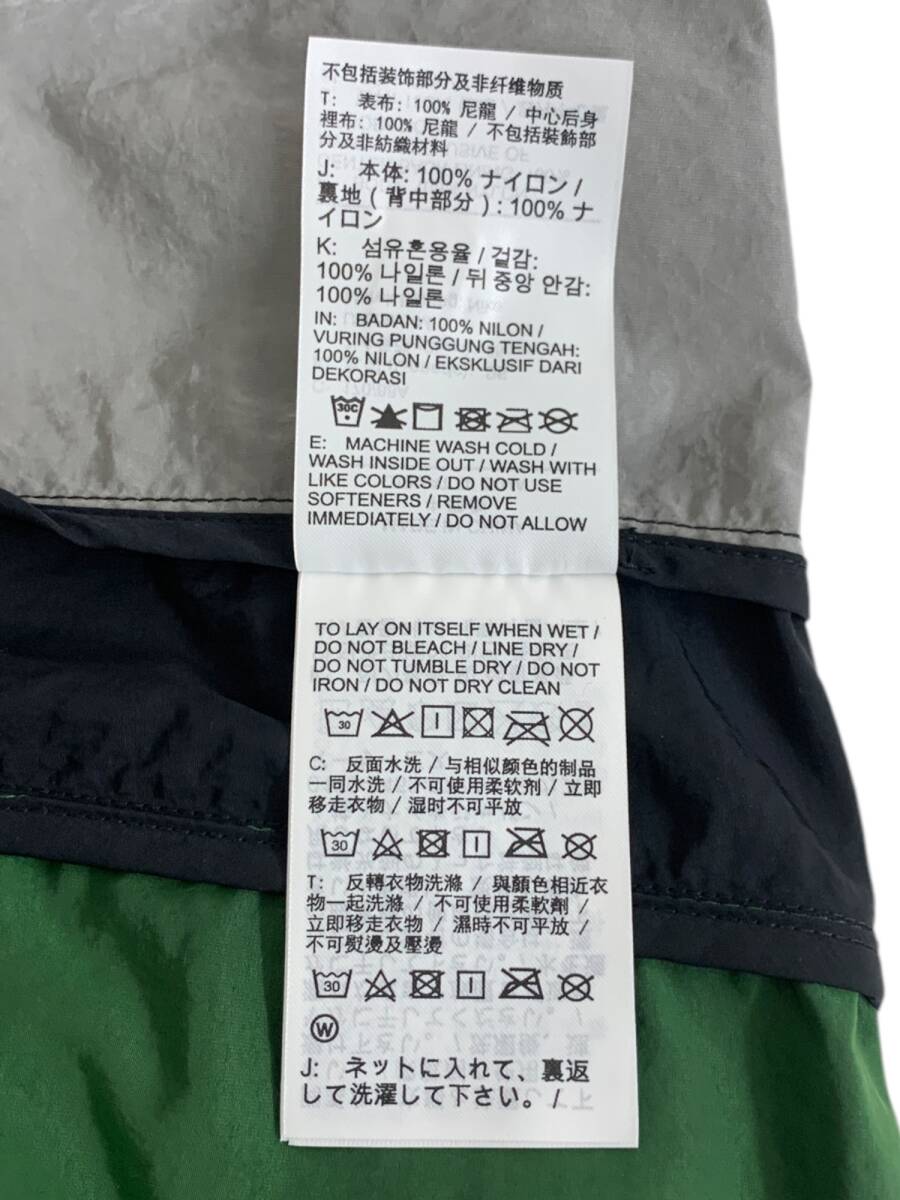 不包括装饰部分及非纤维物质
T: 表布: 100% 尼龍 / 中心后身
裡布: 100% 尼龍 / 不包括裝飾部
分及非紡織材料
J: 本体: 100% ナイロン /
裏地 (背中部分) : 100% ナ
イロン
K: 섬유혼용율 / 겉감:
100% 나일론 / 뒤 중앙 안감:
100% 나일론
IN: BADAN: 100% NILON /
VURING PUNGGUNG TENGAH:
100% NILON / EKSKLUSIF DARI
DEKORASI
30C
E: MACHINE WASH COLD /
WASH INSIDE OUT / WASH WITH
LIKE COLORS / DO NOT USE
SOFTENERS / REMOVE
IMMEDIATELY / DO NOT ALLOW
TO LAY ON ITSELF WHEN WET /
DO NOT BLEACH / LINE DRY /
DO NOT TUMBLE DRY / DO NOT
IRON / DO NOT DRY CLEAN
30
C: 反面水洗 / 与相似颜色的制品
一同水洗 / 不可使用柔软剂 / 立即
移走衣物 / 湿时不可平放
30
T: 反轉衣物洗滌 / 與顏色相近衣
物一起洗滌 / 不可使用柔軟劑 /
立即移走衣物 / 濕時不可平放 /
不可熨燙及壓燙
30
W
J: ネットに入れて、裏返
して洗濯して下さい。 /